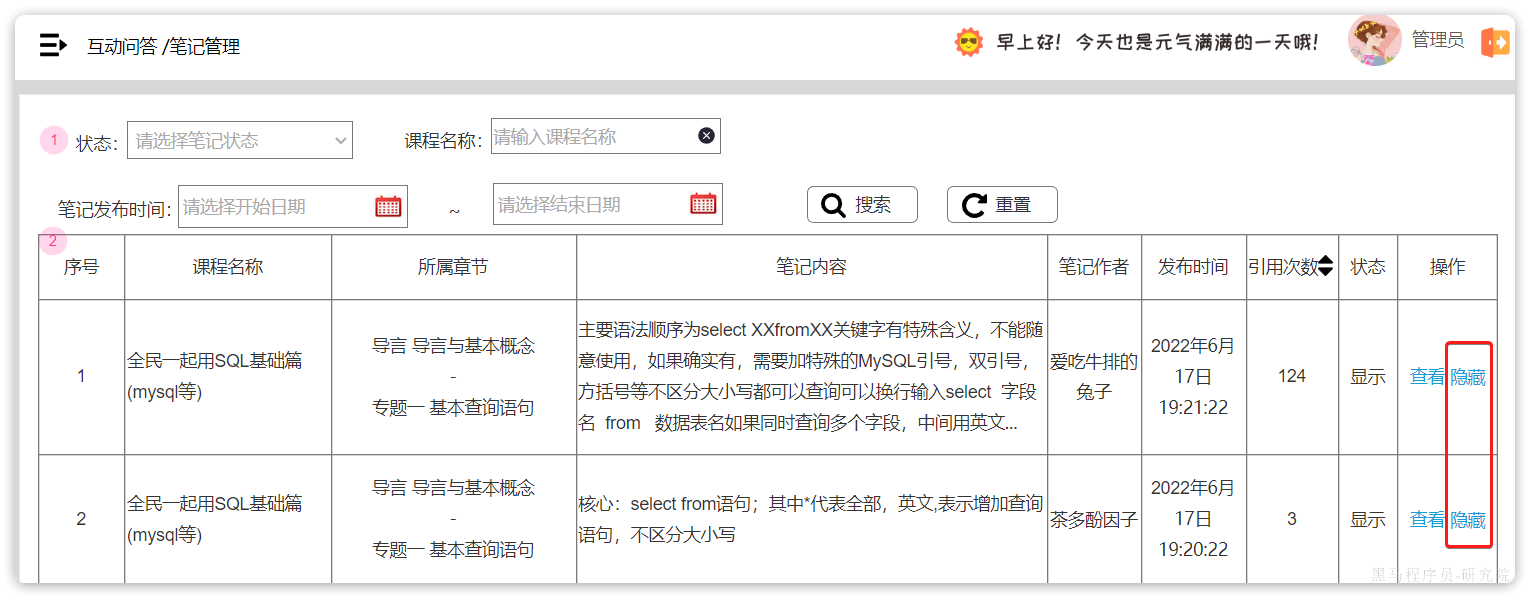 互动问答 /笔记管理
早上好! 今天也是元气满满的一天哦!
管理员
1
状态:
请选择笔记状态
课程名称:
请输入课程名称
笔记发布时间:
请选择开始日期
~
请选择结束日期
搜索
重置
2
序号 课程名称 所属章节 笔记内容 笔记作者 发布时间 引用次数 状态 操作
1
全民一起用SQL基础篇
(mysql等)
导言 导言与基本概念
-
专题一 基本查询语句
主要语法顺序为select XXfromXX关键字有特殊含义，不能随
意使用，如果确实有，需要加特殊的MySQL引号，双引号，
方括号等不区分大小写都可以查询可以换行输入select 字段
名 from 数据表名如果同时查询多个字段，中间用英文...
爱吃牛排的
兔子
2022年6月
17日
19:21:22
124
显示
查看 隐藏
2
全民一起用SQL基础篇
(mysql等)
导言 导言与基本概念
-
专题一 基本查询语句
核心：select from语句；其中*代表全部，英文,表示增加查询
语句，不区分大小写
茶多酚因子
2022年6月
17日
19:20:22
3
显示
查看 隐藏
黑马程序员-研究院